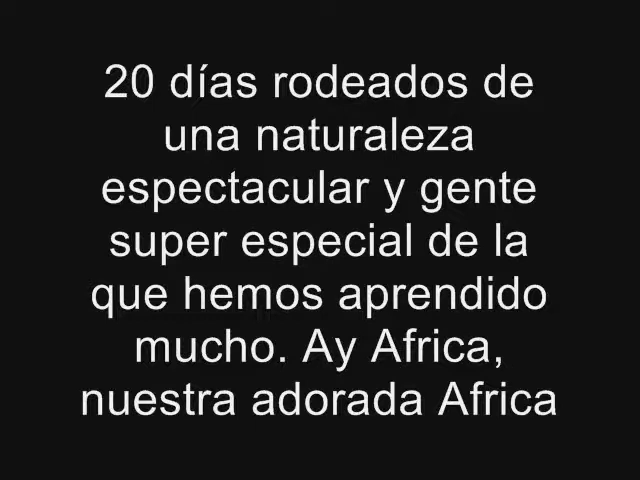 20 días rodeados de
una naturaleza
espectacular y gente
super especial de la
que hemos aprendido
mucho. Ay Africa,
nuestra adorada Africa